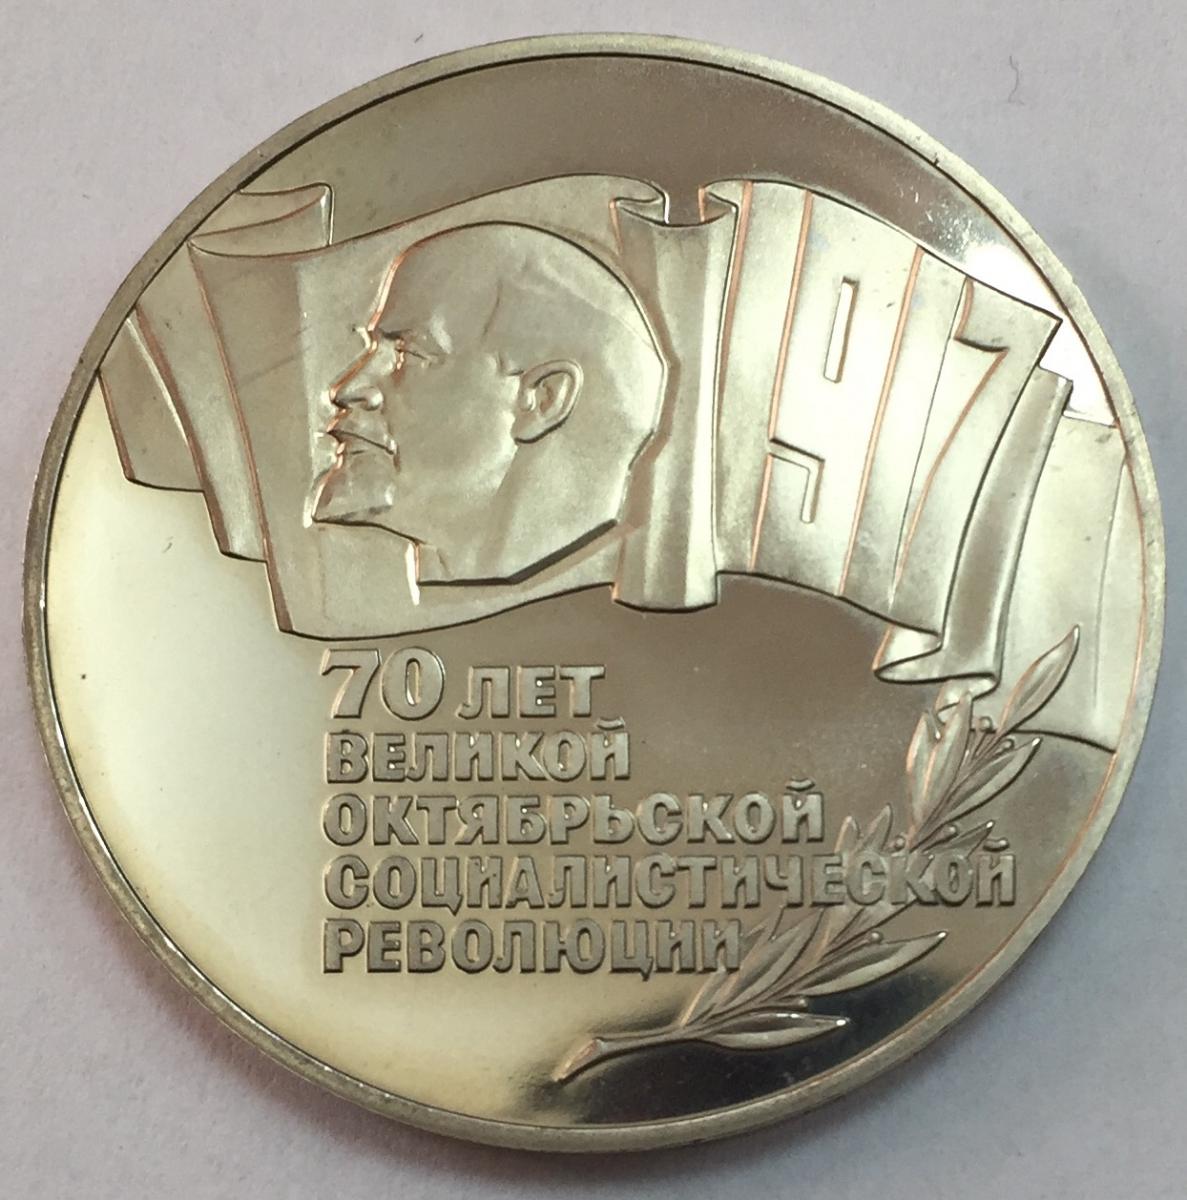 1917
70 ЛЕТ
ВЕЛИКОЙ
ОКТЯБРЬСКОЙ
СОЦИАЛИСТИЧЕСКОЙ
РЕВОЛЮЦИИ